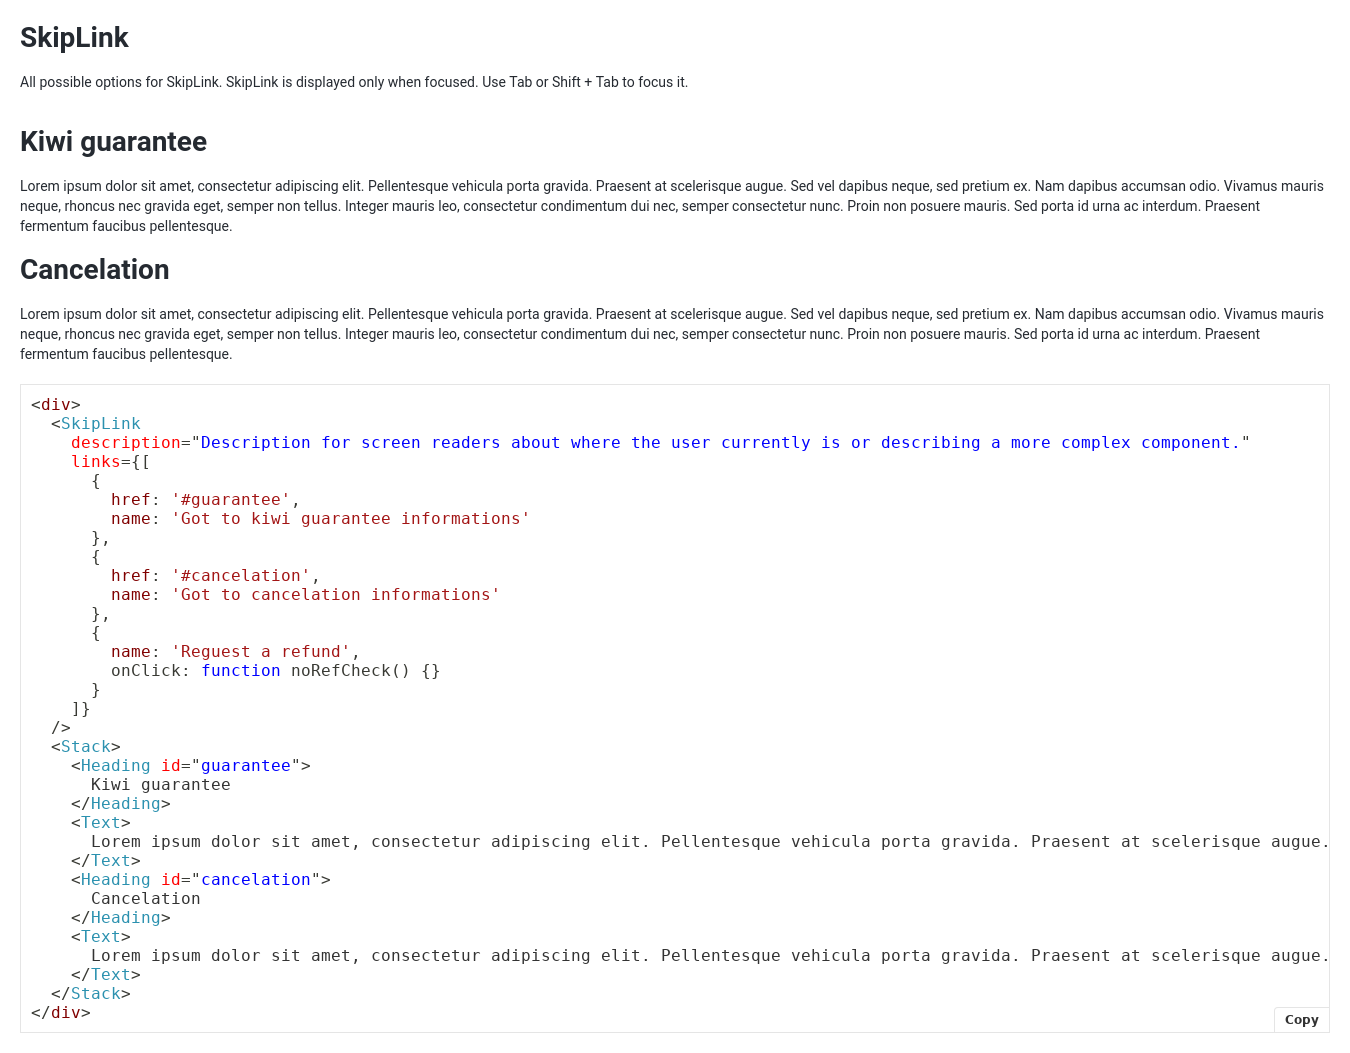 SkipLink
All possible options for SkipLink. SkipLink is displayed only when focused. Use Tab or Shift + Tab to focus it.
Kiwi guarantee
Lorem ipsum dolor sit amet, consectetur adipiscing elit. Pellentesque vehicula porta gravida. Praesent at scelerisque augue. Sed vel dapibus neque, sed pretium ex. Nam dapibus accumsan odio. Vivamus mauris
neque, rhoncus nec gravida eget, semper non tellus. Integer mauris leo, consectetur condimentum dui nec, semper consectetur nunc. Proin non posuere mauris. Sed porta id urna ac interdum. Praesent
fermentum faucibus pellentesque.
Cancelation
Lorem ipsum dolor sit amet, consectetur adipiscing elit. Pellentesque vehicula porta gravida. Praesent at scelerisque augue. Sed vel dapibus neque, sed pretium ex. Nam dapibus accumsan odio. Vivamus mauris
neque, rhoncus nec gravida eget, semper non tellus. Integer mauris leo, consectetur condimentum dui nec, semper consectetur nunc. Proin non posuere mauris. Sed porta id urna ac interdum. Praesent
fermentum faucibus pellentesque.
<div>
  <SkipLink
    description="Description for screen readers about where the user currently is or describing a more complex component."
    links={[
      {
        href: '#guarantee',
        name: 'Got to kiwi guarantee informations'
      },
      {
        href: '#cancelation',
        name: 'Got to cancelation informations'
      },
      {
        name: 'Reguest a refund',
        onClick: function noRefCheck() {}
      }
    ]}
  />
  <Stack>
    <Heading id="guarantee">
      Kiwi guarantee
    </Heading>
    <Text>
      Lorem ipsum dolor sit amet, consectetur adipiscing elit. Pellentesque vehicula porta gravida. Praesent at scelerisque augue.
    </Text>
    <Heading id="cancelation">
      Cancelation
    </Heading>
    <Text>
      Lorem ipsum dolor sit amet, consectetur adipiscing elit. Pellentesque vehicula porta gravida. Praesent at scelerisque augue.
    </Text>
  </Stack>
</div>
Copy